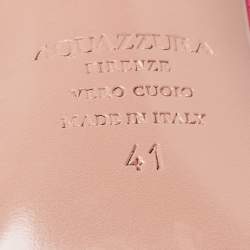 AQUAZZURA
FIRENZE
VERO CUOIO
MADE IN ITALY
41